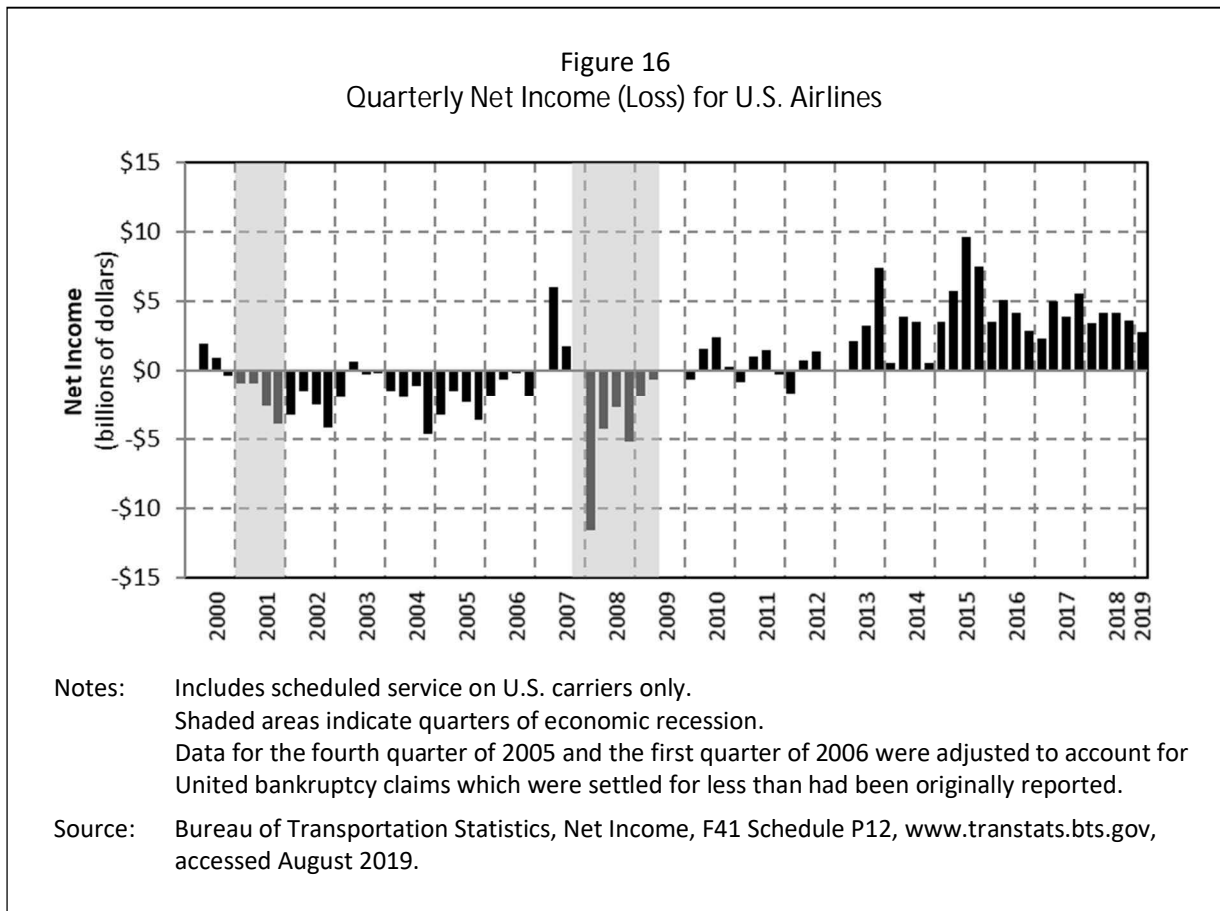 Figure 16
Quarterly Net Income (Loss) for U.S. Airlines
Net Income
(billions of dollars)
$15
$10
$5
$0
-$5
-$10
-$15
2000
2001
2002
2003
2004
2005
2006
2007
2008
2009
2010
2011
2012
2013
2014
2015
2016
2017
2018
2019
Notes: Includes scheduled service on U.S. carriers only.
Shaded areas indicate quarters of economic recession.
Data for the fourth quarter of 2005 and the first quarter of 2006 were adjusted to account for
United bankruptcy claims which were settled for less than had been originally reported.
Source: Bureau of Transportation Statistics, Net Income, F41 Schedule P12, www.transtats.bts.gov,
accessed August 2019.